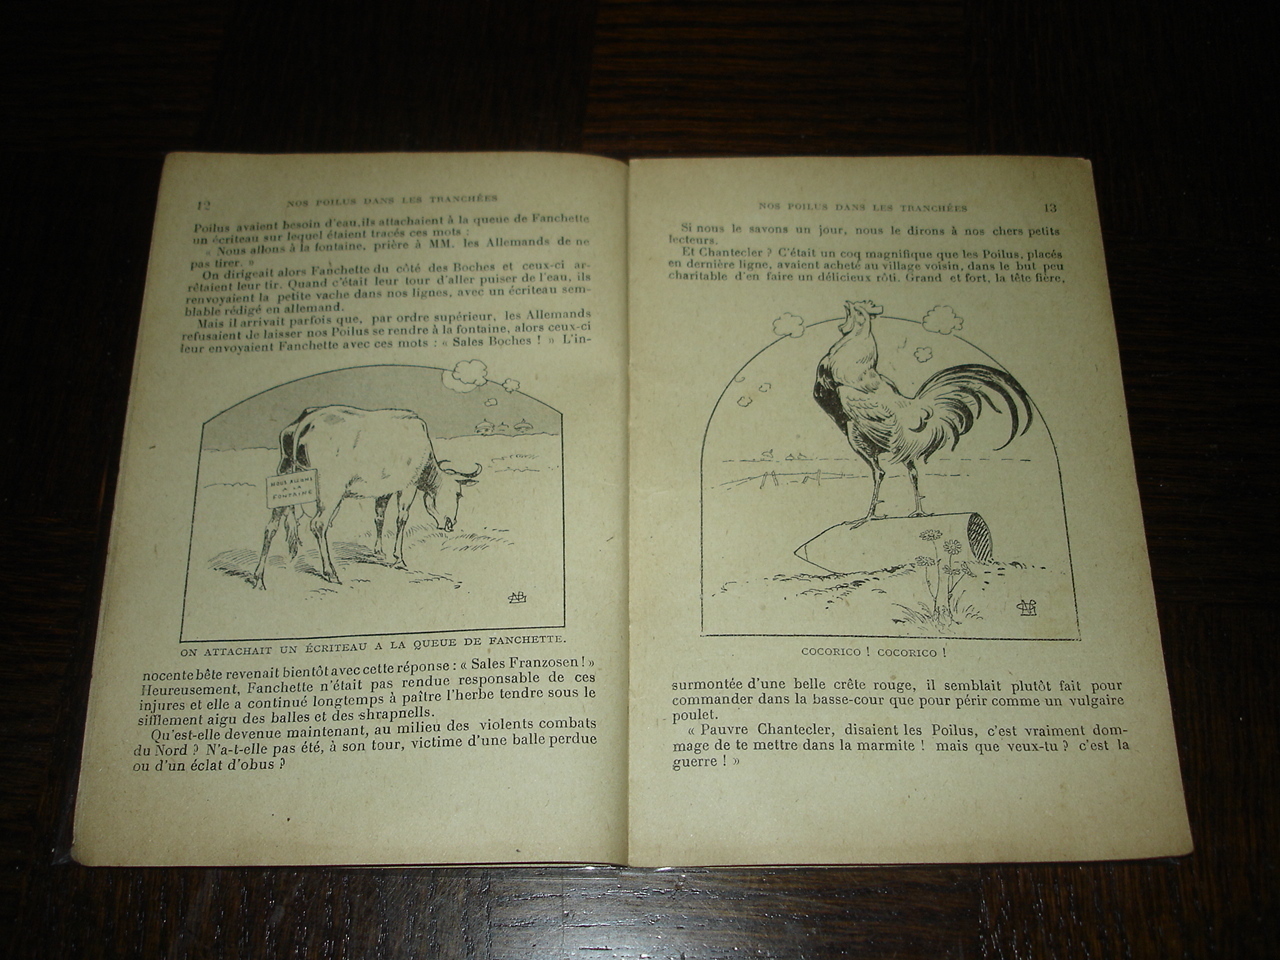 12
NOS POILUS DANS LES TRANCHÉES
Poilus avaient besoin d'eau, ils attachaient à la queue de Fanchette
un écriteau sur lequel étaient tracés ces mots :
« Nous allons à la fontaine, prière à MM. les Allemands de ne
pas tirer. »
On dirigeait alors Fanchette du côté des Boches et ceux-ci ar-
rêtaient leur tir. Quand c'était leur tour d'aller puiser de l'eau, ils
renvoyaient la petite vache dans nos lignes, avec un écriteau sem-
blable rédigé en allemand.
Mais il arrivait parfois que, par ordre supérieur, les Allemands
refusaient de laisser nos Poilus se rendre à la fontaine, alors ceux-ci
leur envoyaient Fanchette avec ces mots : « Sales Boches ! » L'in-
NOUS ALLONS
A LA
FONTAINE
ON ATTACHAIT UN ÉCRITEAU A LA QUEUE DE FANCHETTE.
nocente bête revenait bientôt avec cette réponse : « Sales Franzosen ! »
Heureusement, Fanchette n'était pas rendue responsable de ces
injures et elle a continué longtemps à paître l'herbe tendre sous le
sifflement aigu des balles et des shrapnells.
Qu'est-elle devenue maintenant, au milieu des violents combats
du Nord ? N'a-t-elle pas été, à son tour, victime d'une balle perdue
ou d'un éclat d'obus ?
NOS POILUS DANS LES TRANCHÉES
13
Si nous le savons un jour, nous le dirons à nos chers petits
lecteurs.
Et Chantecler ? C'était un coq magnifique que les Poilus, placés
en dernière ligne, avaient acheté au village voisin, dans le but peu
charitable d'en faire un délicieux rôti. Grand et fort, la tête fière,
COCORICO ! COCORICO !
surmontée d'une belle crête rouge, il semblait plutôt fait pour
commander dans la basse-cour que pour périr comme un vulgaire
poulet.
« Pauvre Chantecler, disaient les Poilus, c'est vraiment dom-
mage de te mettre dans la marmite ! mais que veux-tu ? c'est la
guerre ! »